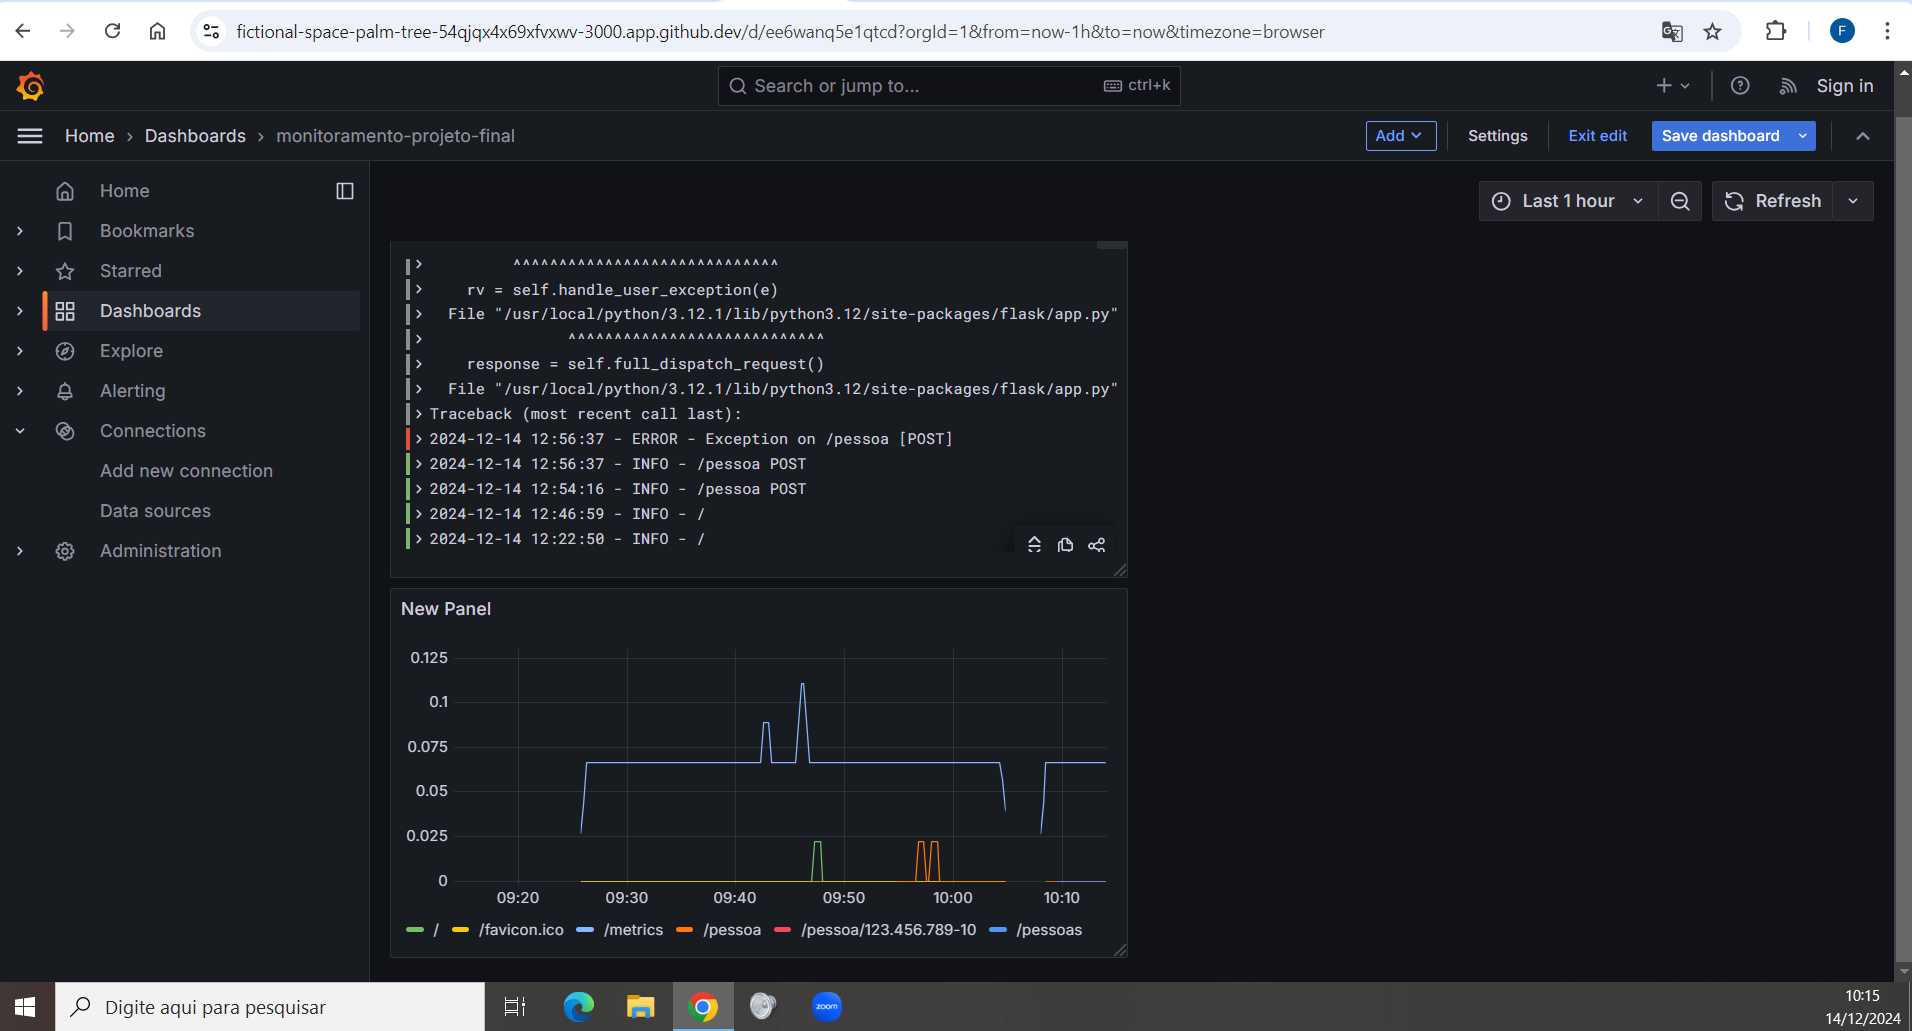 fictional-space-palm-tree-54qjqx4x69xfvxwv-3000.app.github.dev/d/ee6wanq5e1qtcd?orgId=1&from=now-1h&to=now&timezone=browser
F
Search or jump to...
ctrl+k
Sign in
Home › Dashboards › monitoramento-projeto-final
Add
Settings
Exit edit
Save dashboard
Home
Bookmarks
Starred
Dashboards
Explore
Alerting
Connections
Add new connection
Data sources
Administration
Last 1 hour
Refresh
^^^^^^^^^^^^^^^^^^^^^^^^^^^^^
rv = self.handle_user_exception(e)
File "/usr/local/python/3.12.1/lib/python3.12/site-packages/flask/app.py"
^^^^^^^^^^^^^^^^^^^^^^^^^^^^
response = self.full_dispatch_request()
File "/usr/local/python/3.12.1/lib/python3.12/site-packages/flask/app.py"
Traceback (most recent call last):
2024-12-14 12:56:37 - ERROR - Exception on /pessoa [POST]
2024-12-14 12:56:37 - INFO - /pessoa POST
2024-12-14 12:54:16 - INFO - /pessoa POST
2024-12-14 12:46:59 - INFO - /
2024-12-14 12:22:50 - INFO - /
New Panel
0.125
0.1
0.075
0.05
0.025
0
09:20 09:30 09:40 09:50 10:00 10:10
/ /favicon.ico /metrics /pessoa /pessoa/123.456.789-10 /pessoas
Digite aqui para pesquisar
zoom
10:15
14/12/2024